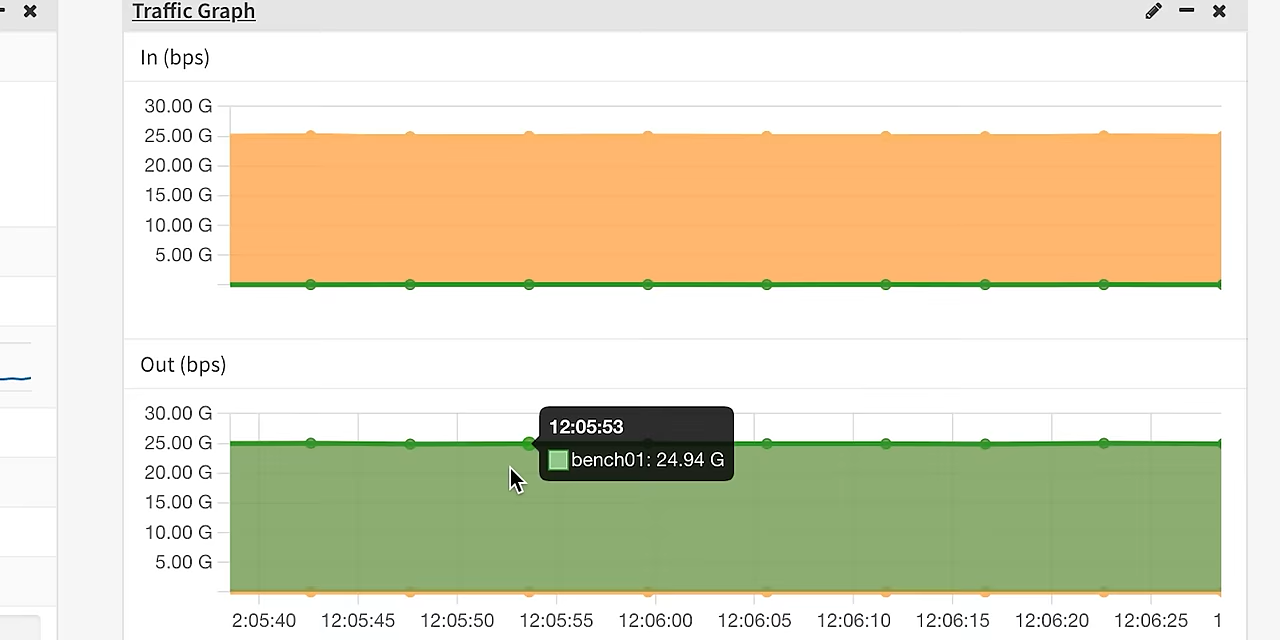 Traffic Graph
In (bps)
30.00 G
25.00 G
20.00 G
15.00 G
10.00 G
5.00 G
Out (bps)
30.00 G
25.00 G
20.00 G
15.00 G
10.00 G
5.00 G
12:05:53
bench01: 24.94 G
2:05:40 12:05:45 12:05:50 12:05:55 12:06:00 12:06:05 12:06:10 12:06:15 12:06:20 12:06:25 1